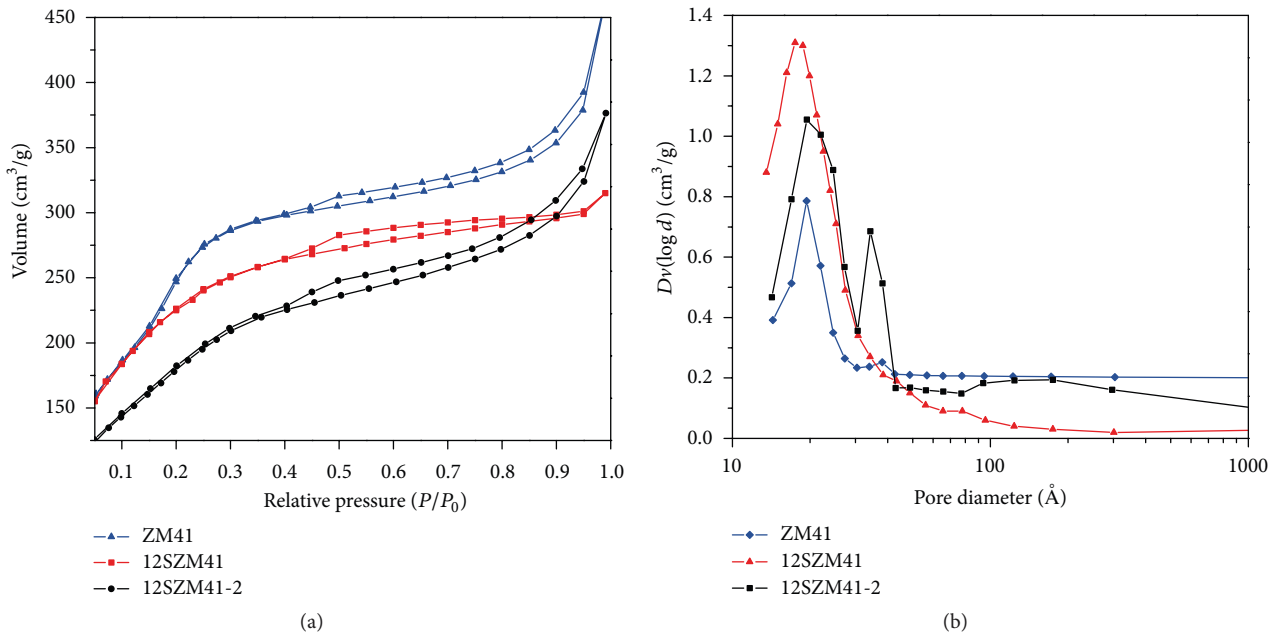 450
400
350
300
250
200
150
Volume (cm³/g)
0.1 0.2 0.3 0.4 0.5 0.6 0.7 0.8 0.9 1.0
Relative pressure (P/P₀)
ZM41
12SZM41
12SZM41-2
(a)
1.4
1.2
1.0
0.8
0.6
0.4
0.2
0.0
Dv(log d) (cm³/g)
10 100 1000
Pore diameter (Å)
ZM41
12SZM41
12SZM41-2
(b)